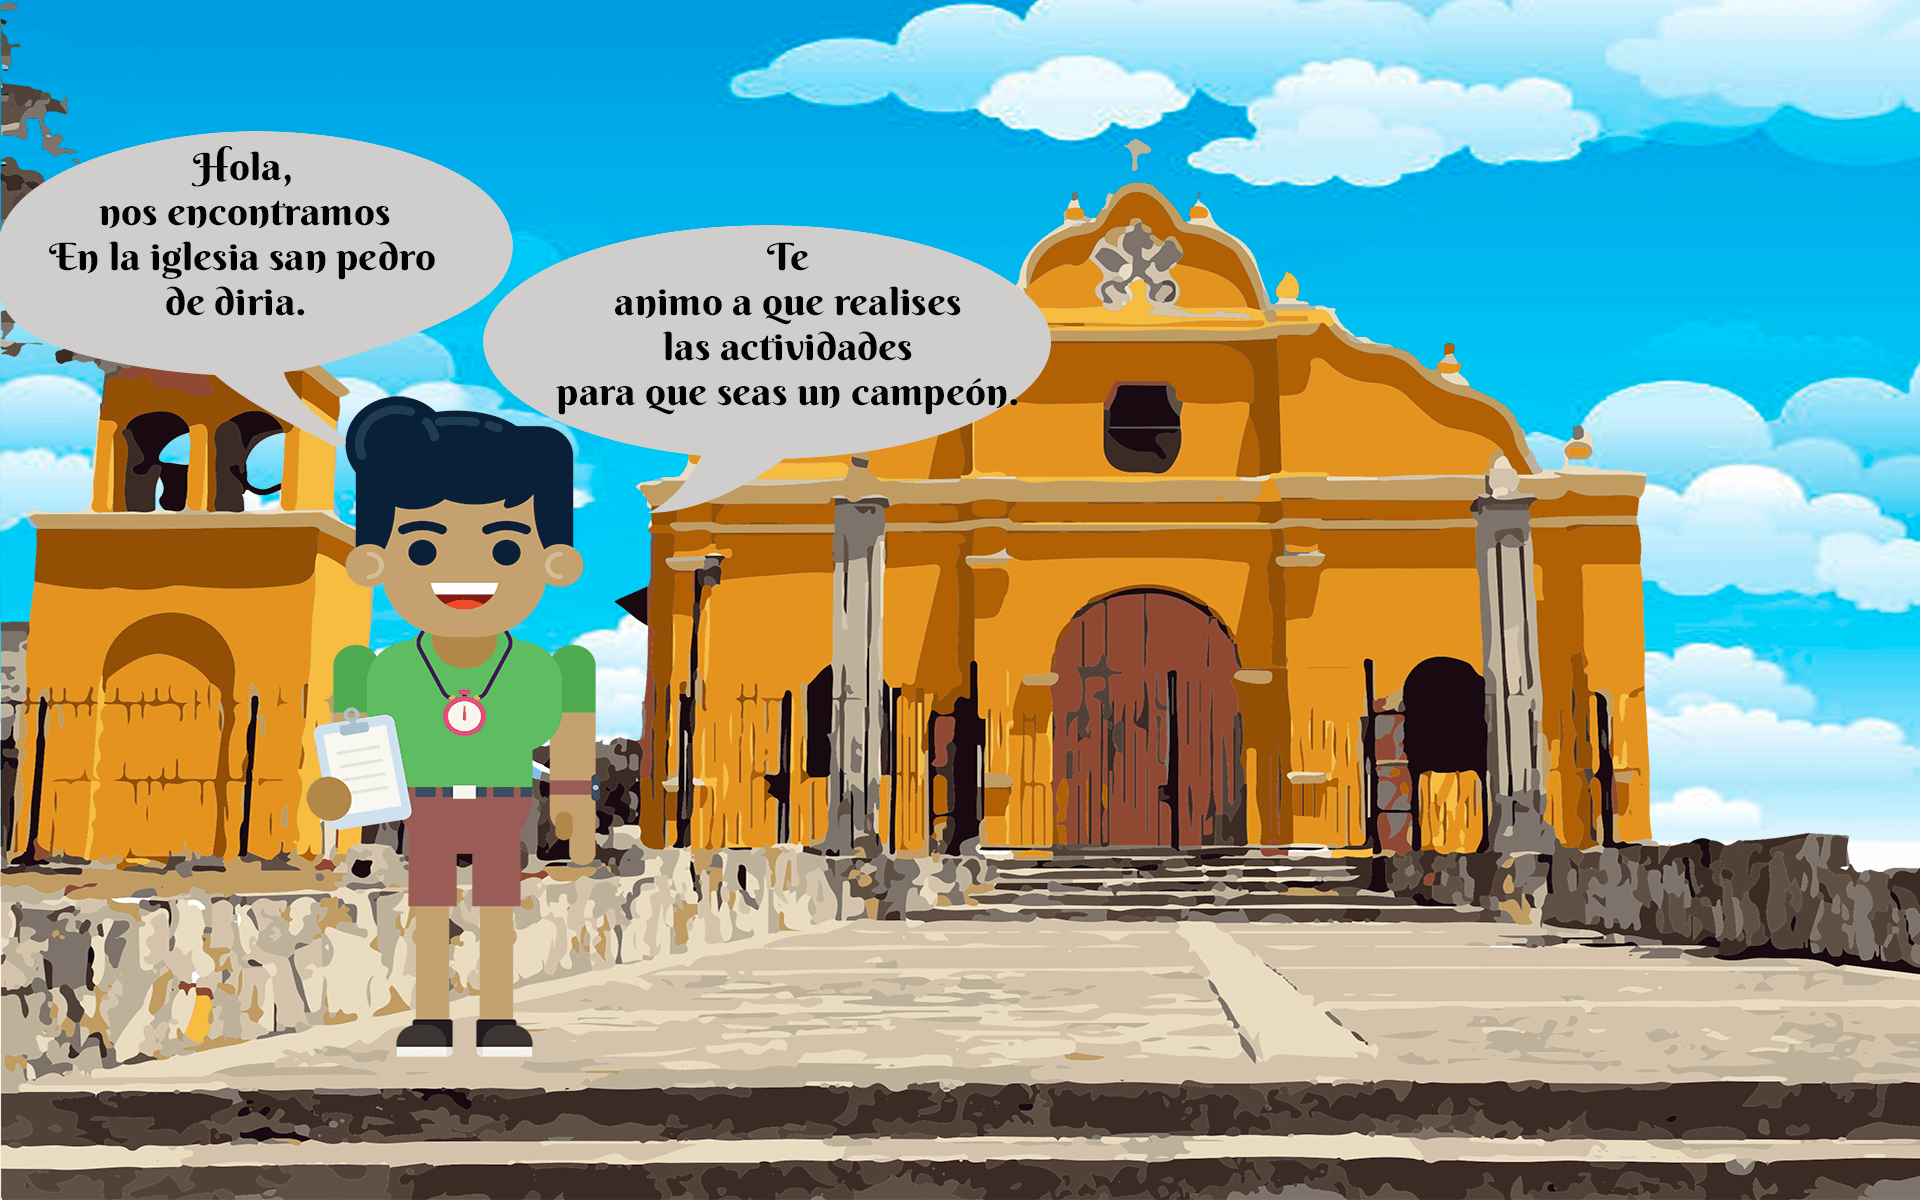 Hola,
nos encontramos
En la iglesia san pedro
de diria.
Te
animo a que realises
las actividades
para que seas un campeón.